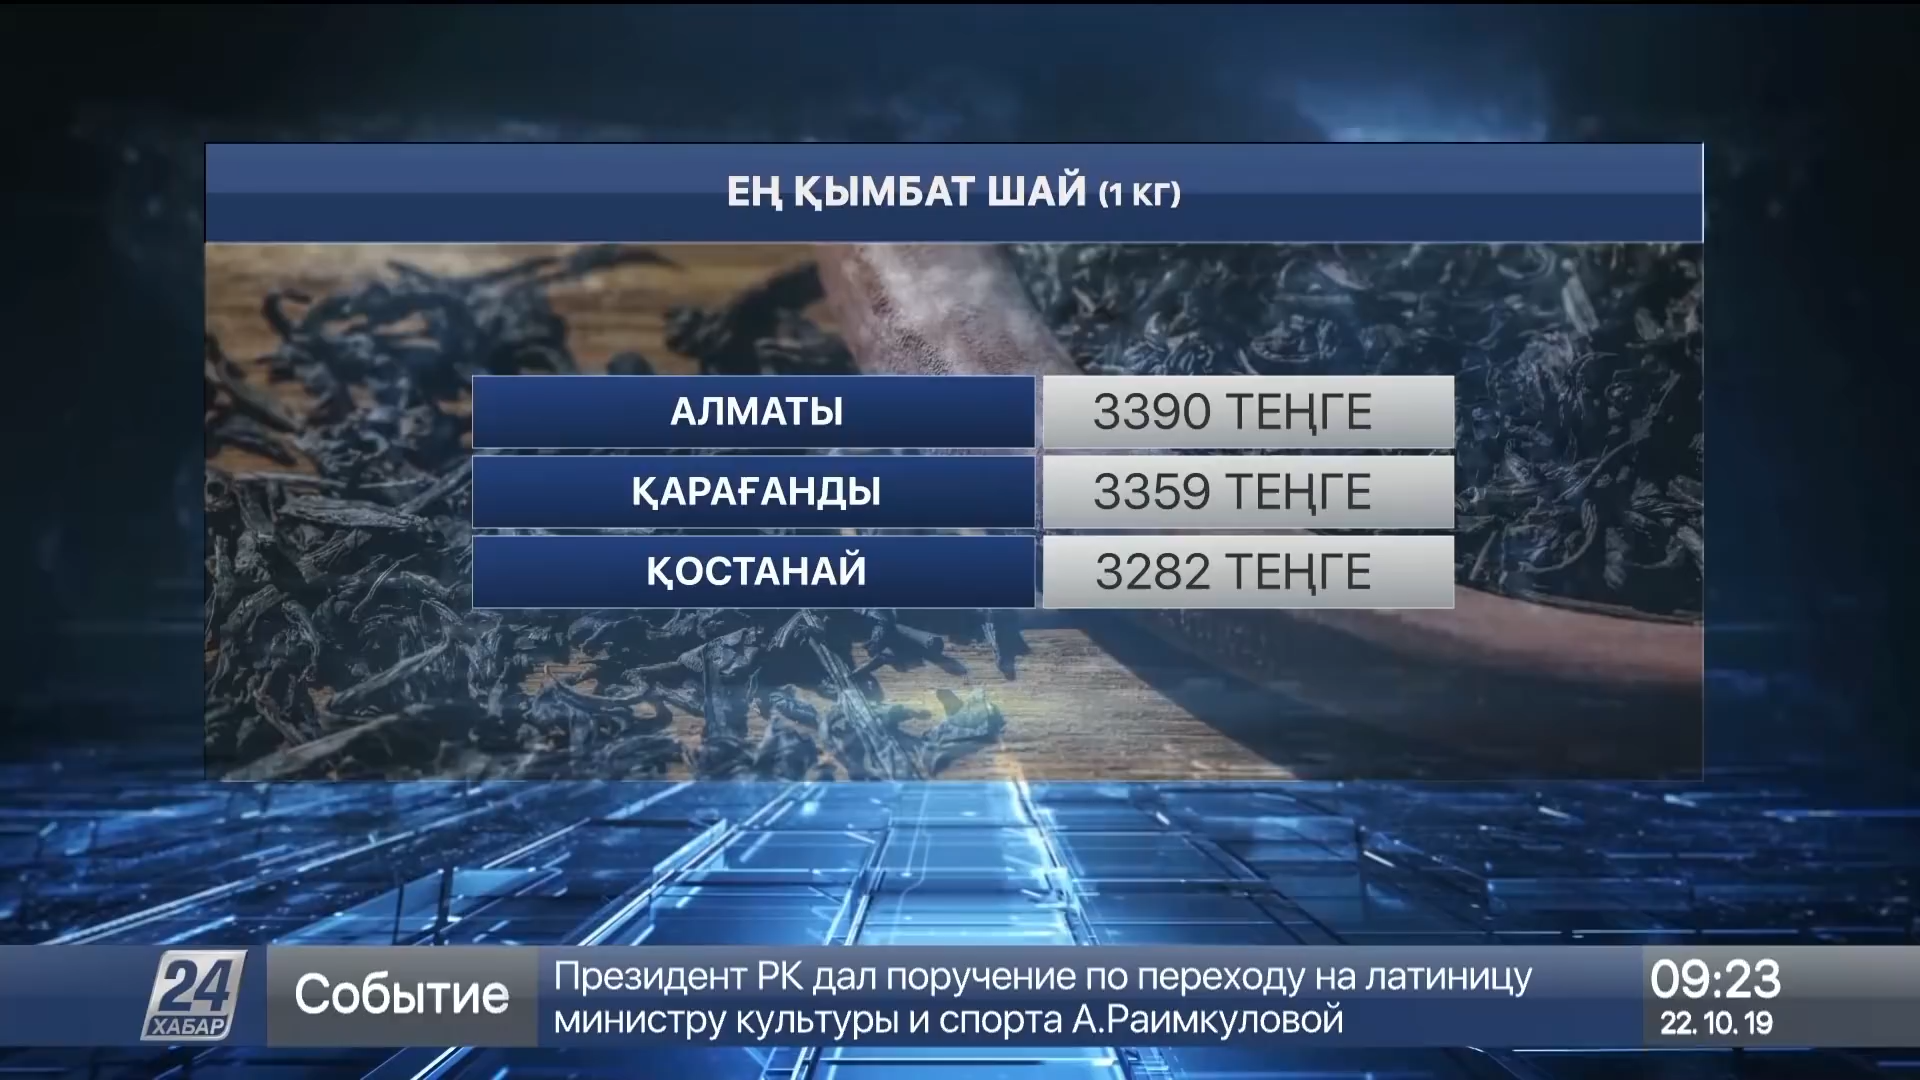 ЕҢ ҚЫМБАТ ШАЙ (1 КГ)
АЛМАТЫ 3390 ТЕҢГЕ
ҚАРАҒАНДЫ 3359 ТЕҢГЕ
ҚОСТАНАЙ 3282 ТЕҢГЕ
24
ХАБАР
Событие
Президент РК дал поручение по переходу на латиницу
министру культуры и спорта А.Раимкуловой
09:23
22. 10. 19